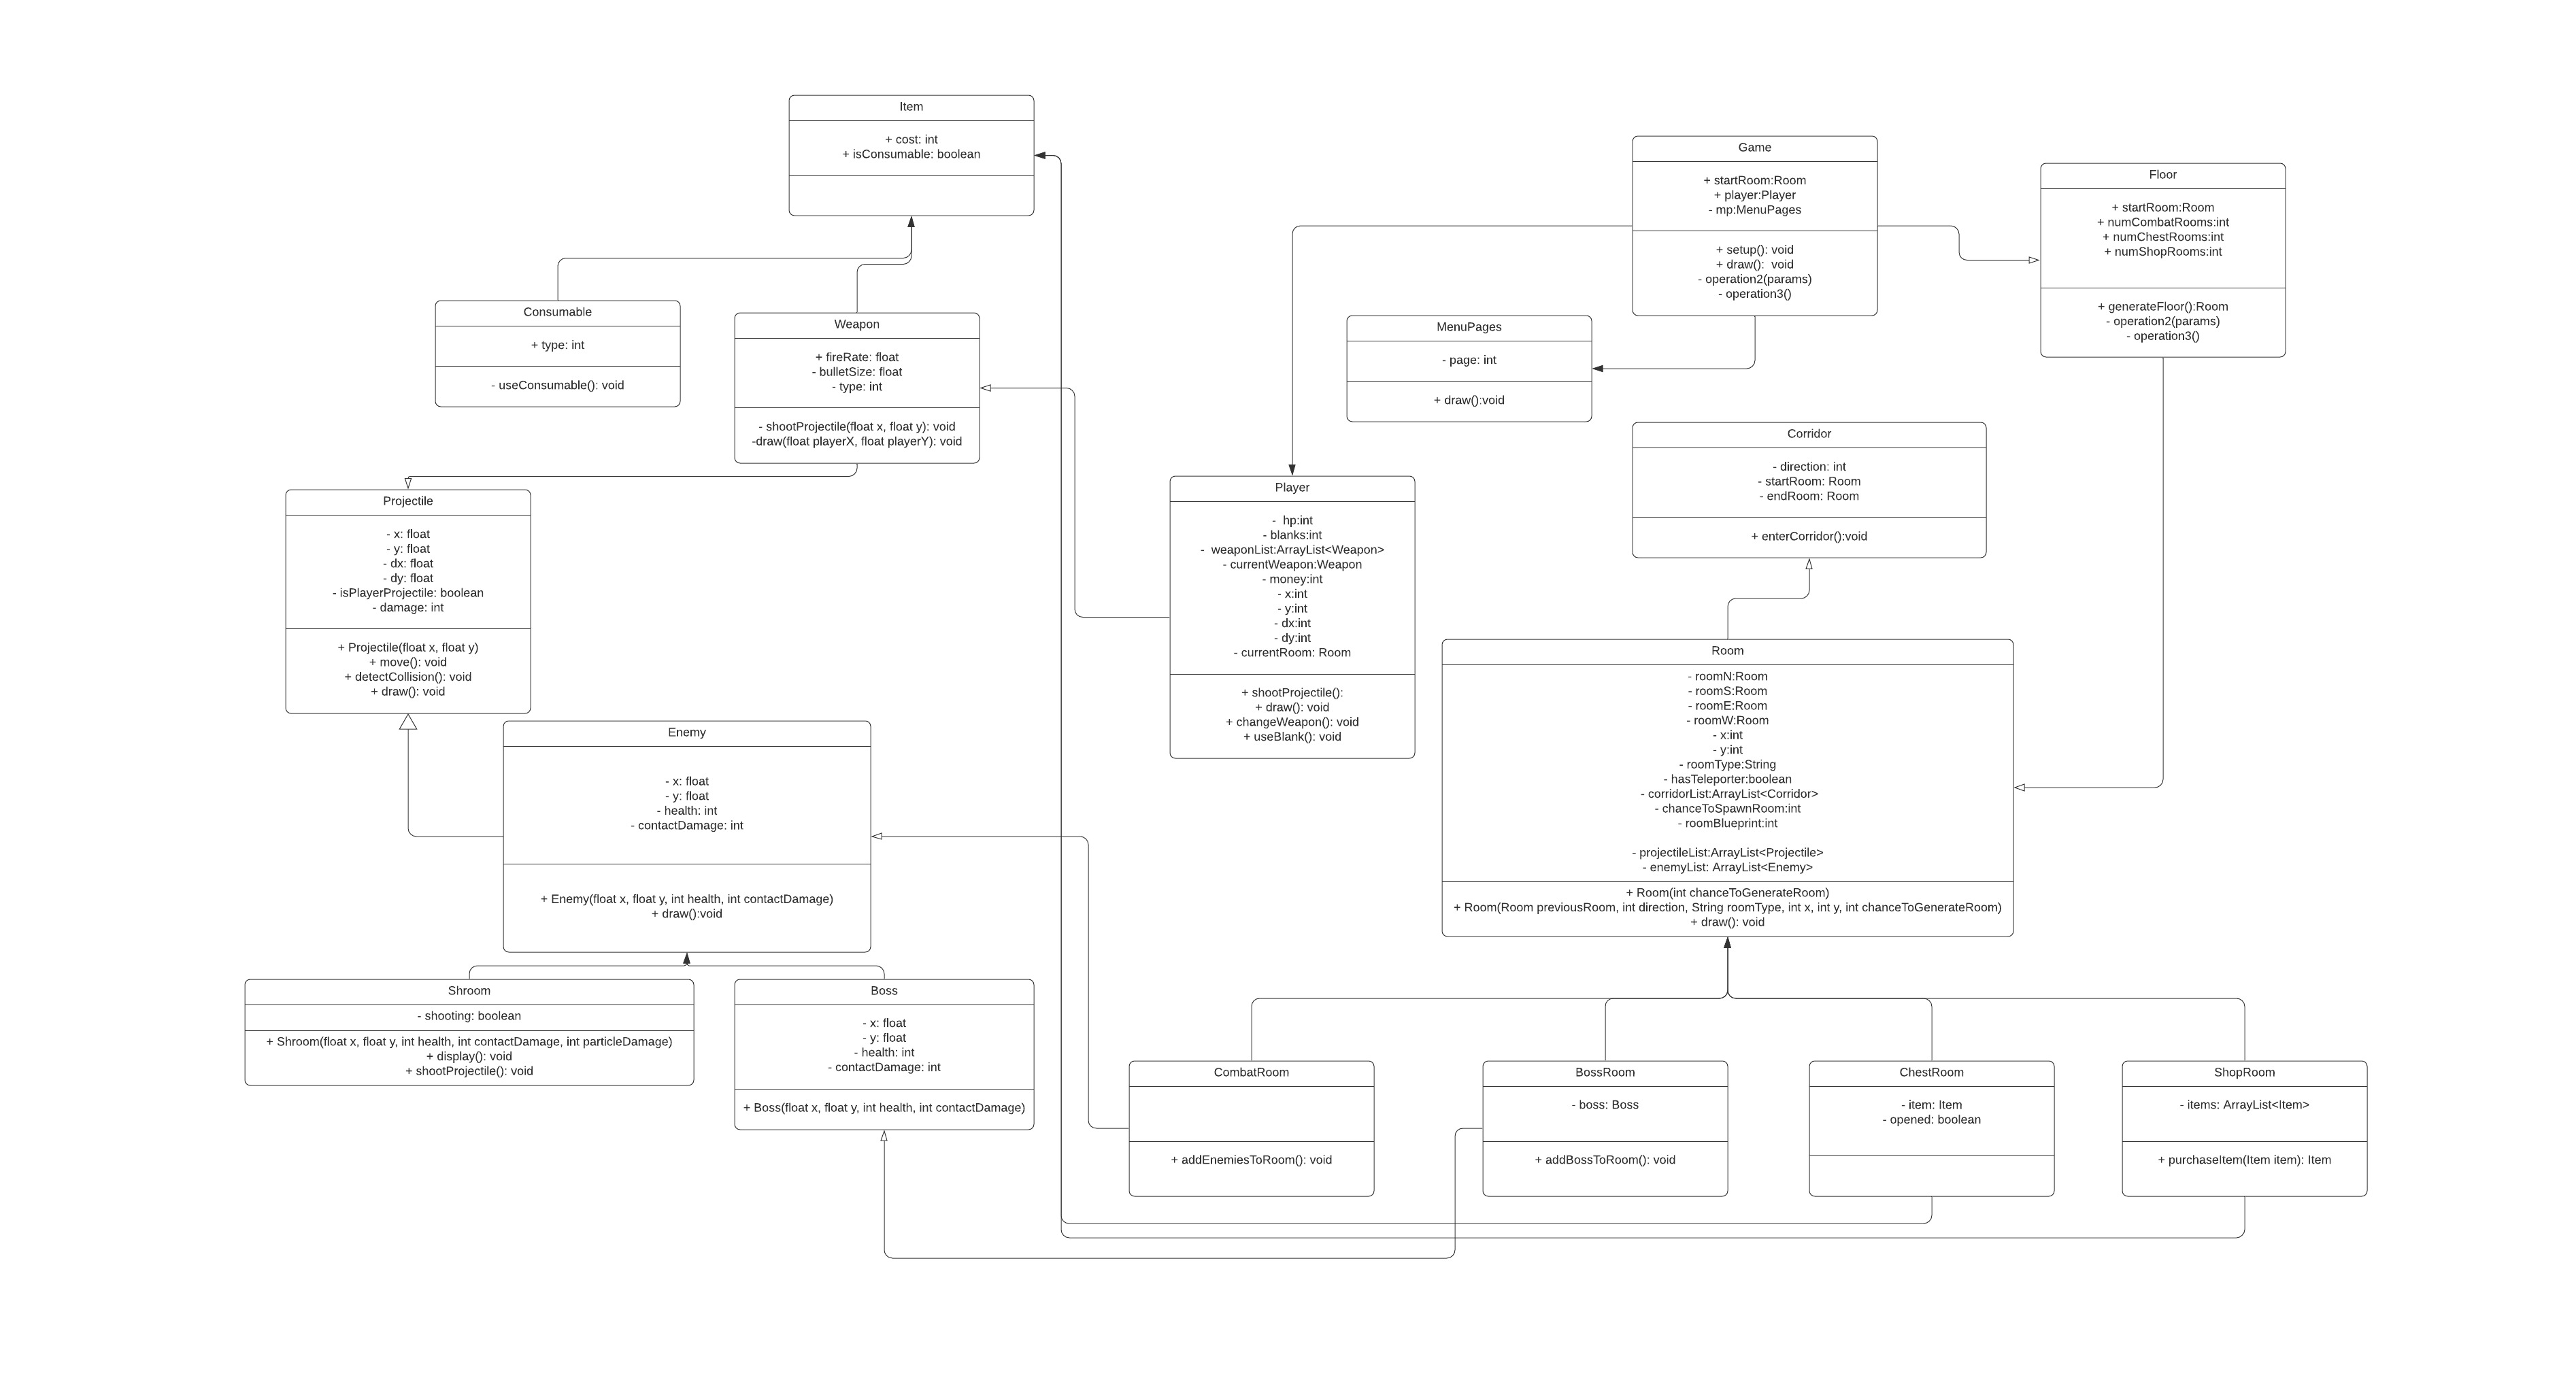 Item
+ cost: int
+ isConsumable: boolean
Game
+ startRoom:Room
+ player:Player
- mp:MenuPages
+ setup(): void
+ draw():  void
- operation2(params)
- operation3()
Floor
+ startRoom:Room
+ numCombatRooms:int
+ numChestRooms:int
+ numShopRooms:int
+ generateFloor():Room
- operation2(params)
- operation3()
Consumable
+ type: int
- useConsumable(): void
Weapon
+ fireRate: float
- bulletSize: float
- type: int
- shootProjectile(float x, float y): void
-draw(float playerX, float playerY): void
MenuPages
- page: int
+ draw():void
Corridor
- direction: int
- startRoom: Room
- endRoom: Room
+ enterCorridor():void
Projectile
- x: float
- y: float
- dx: float
- dy: float
- isPlayerProjectile: boolean
- damage: int
+ Projectile(float x, float y)
+ move(): void
+ detectCollision(): void
+ draw(): void
Player
-  hp:int
- blanks:int
-  weaponList:ArrayList<Weapon>
- currentWeapon:Weapon
- money:int
- x:int
- y:int
- dx:int
- dy:int
- currentRoom: Room
+ shootProjectile():
+ draw(): void
+ changeWeapon(): void
+ useBlank(): void
Room
- roomN:Room
- roomS:Room
- roomE:Room
- roomW:Room
- x:int
- y:int
- roomType:String
- hasTeleporter:boolean
- corridorList:ArrayList<Corridor>
- chanceToSpawnRoom:int
- roomBlueprint:int
- projectileList:ArrayList<Projectile>
- enemyList: ArrayList<Enemy>
+ Room(int chanceToGenerateRoom)
+ Room(Room previousRoom, int direction, String roomType, int x, int y, int chanceToGenerateRoom)
+ draw(): void
Enemy
- x: float
- y: float
- health: int
- contactDamage: int
+ Enemy(float x, float y, int health, int contactDamage)
+ draw():void
Shroom
- shooting: boolean
+ Shroom(float x, float y, int health, int contactDamage, int particleDamage)
+ display(): void
+ shootProjectile(): void
Boss
- x: float
- y: float
- health: int
- contactDamage: int
+ Boss(float x, float y, int health, int contactDamage)
CombatRoom
+ addEnemiesToRoom(): void
BossRoom
- boss: Boss
+ addBossToRoom(): void
ChestRoom
- item: Item
- opened: boolean
ShopRoom
- items: ArrayList<Item>
+ purchaseItem(Item item): Item